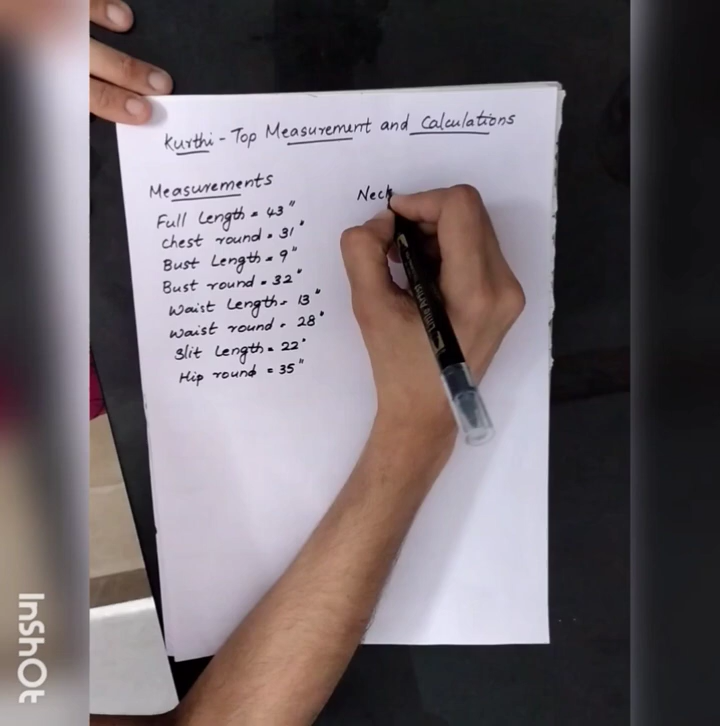 Kurthi - Top Measurement and Calculations
Measurements
Full Length = 43"
chest round = 31"
Bust Length = 9"
Bust round = 32"
Waist Length = 13"
Waist round = 28"
Slit Length = 22"
Hip round = 35"
Neck
InShOt